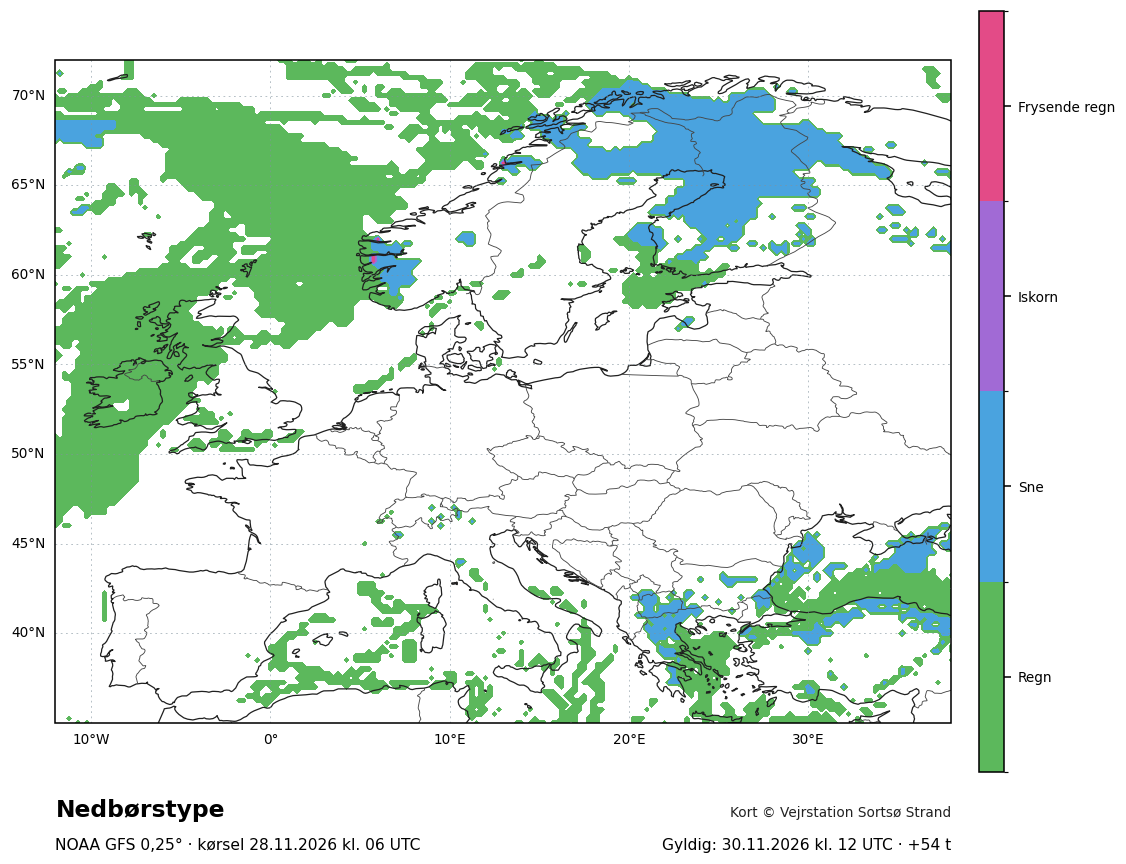 70°N
65°N
60°N
55°N
50°N
45°N
40°N
10°W
0°
10°E
20°E
30°E
Frysende regn
Iskorn
Sne
Regn
Nedbørstype
Kort © Vejrstation Sortsø Strand
NOAA GFS 0,25° · kørsel 28.11.2026 kl. 06 UTC
Gyldig: 30.11.2026 kl. 12 UTC · +54 t